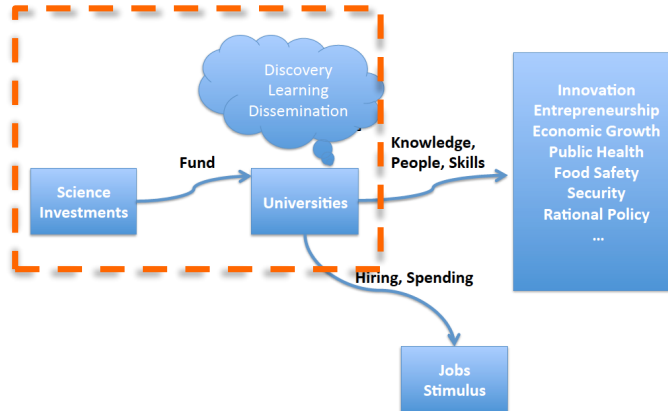 Discovery
Learning
Dissemination
Fund
Knowledge,
People, Skills
Science
Investments
Universities
Innovation
Entrepreneurship
Economic Growth
Public Health
Food Safety
Security
Rational Policy
...
Hiring, Spending
Jobs
Stimulus